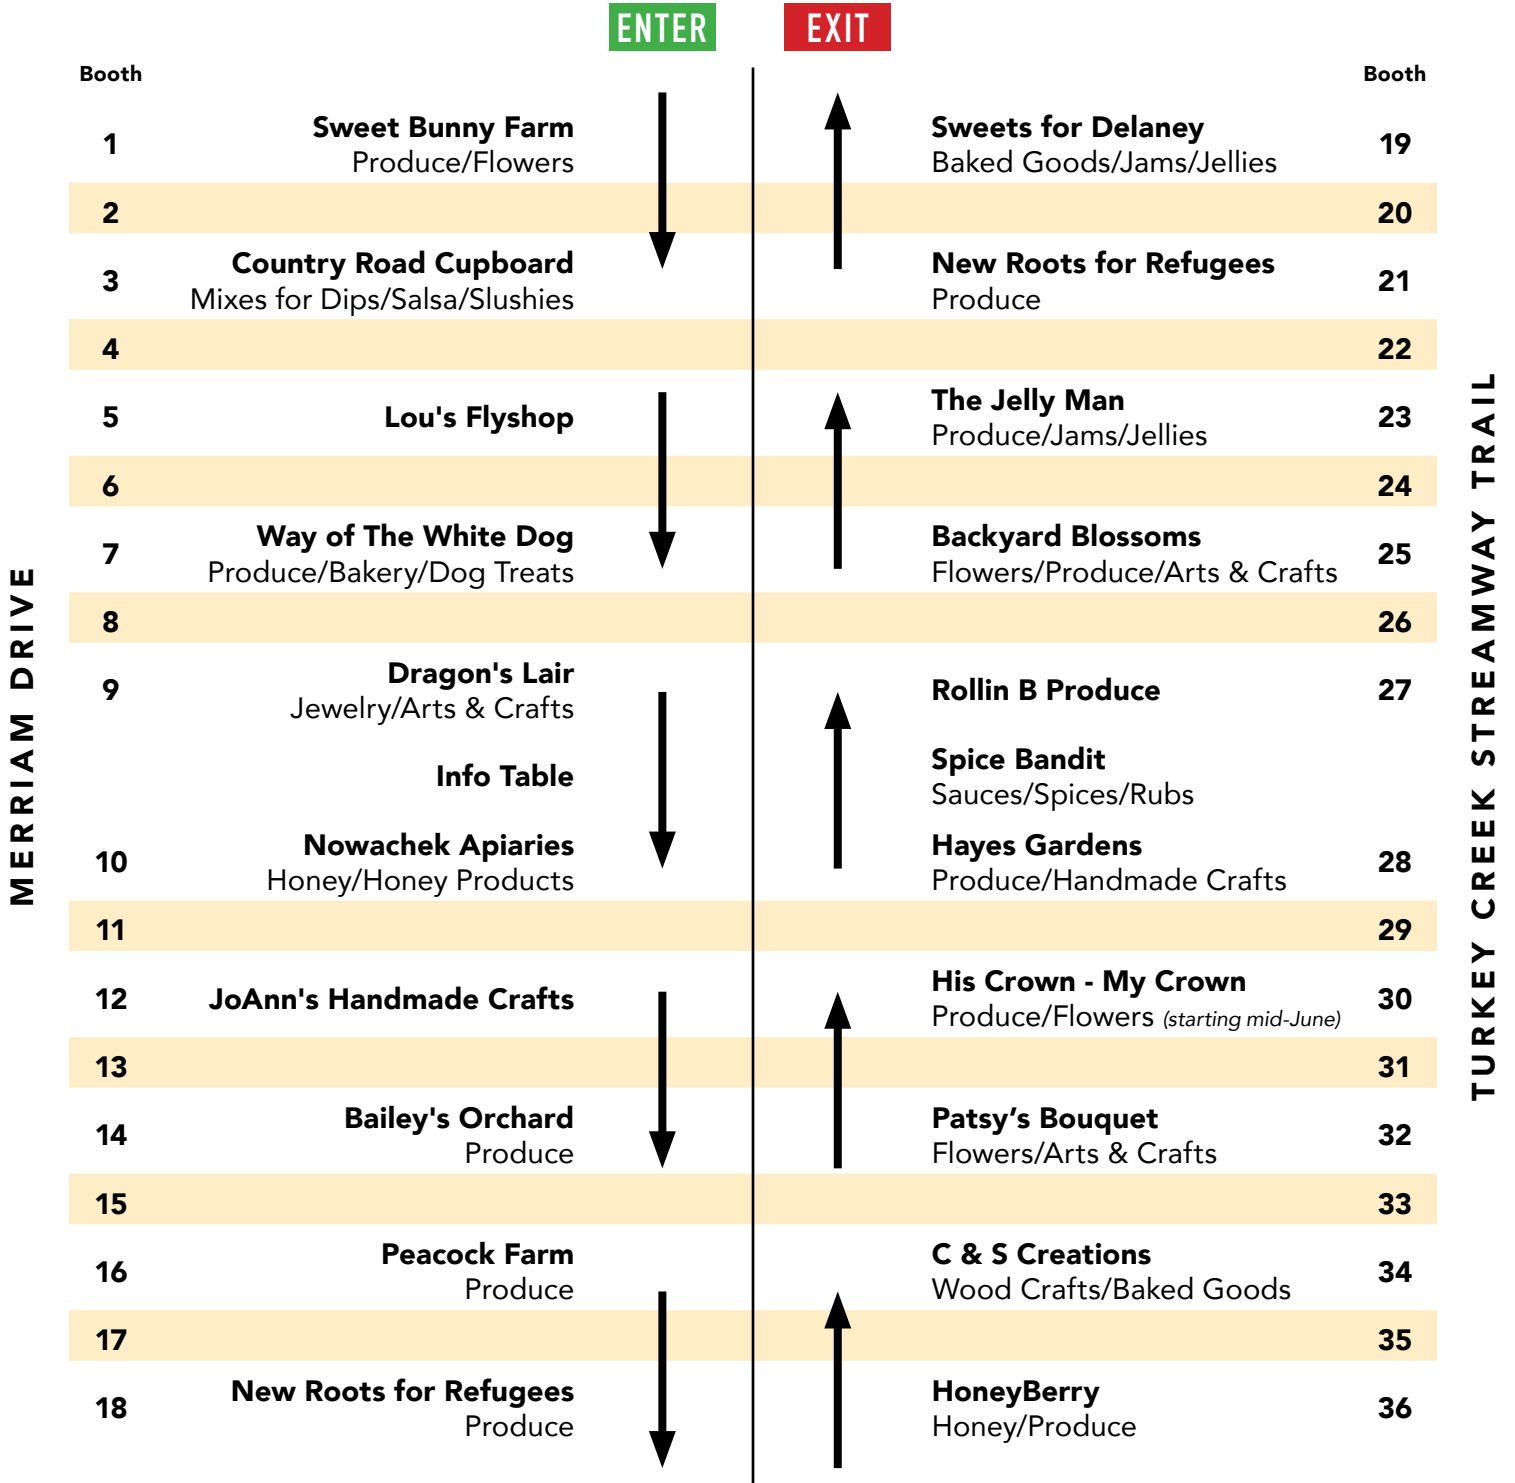 ENTER EXIT
Booth Booth
1 Sweet Bunny Farm Sweets for Delaney 19
Produce/Flowers Baked Goods/Jams/Jellies
2 20
3 Country Road Cupboard New Roots for Refugees 21
Mixes for Dips/Salsa/Slushies Produce
4 22
5 Lou's Flyshop The Jelly Man 23
Produce/Jams/Jellies
6 24
7 Way of The White Dog Backyard Blossoms 25
Produce/Bakery/Dog Treats Flowers/Produce/Arts & Crafts
8 26
9 Dragon's Lair Rollin B Produce 27
Jewelry/Arts & Crafts
Info Table Spice Bandit
Sauces/Spices/Rubs
10 Nowachek Apiaries Hayes Gardens 28
Honey/Honey Products Produce/Handmade Crafts
11 29
12 JoAnn's Handmade Crafts His Crown - My Crown 30
Produce/Flowers (starting mid-June)
13 31
14 Bailey's Orchard Patsy’s Bouquet 32
Produce Flowers/Arts & Crafts
15 33
16 Peacock Farm C & S Creations 34
Produce Wood Crafts/Baked Goods
17 35
18 New Roots for Refugees HoneyBerry 36
Produce Honey/Produce
MERRIAM DRIVE
TURKEY CREEK STREAMWAY TRAIL